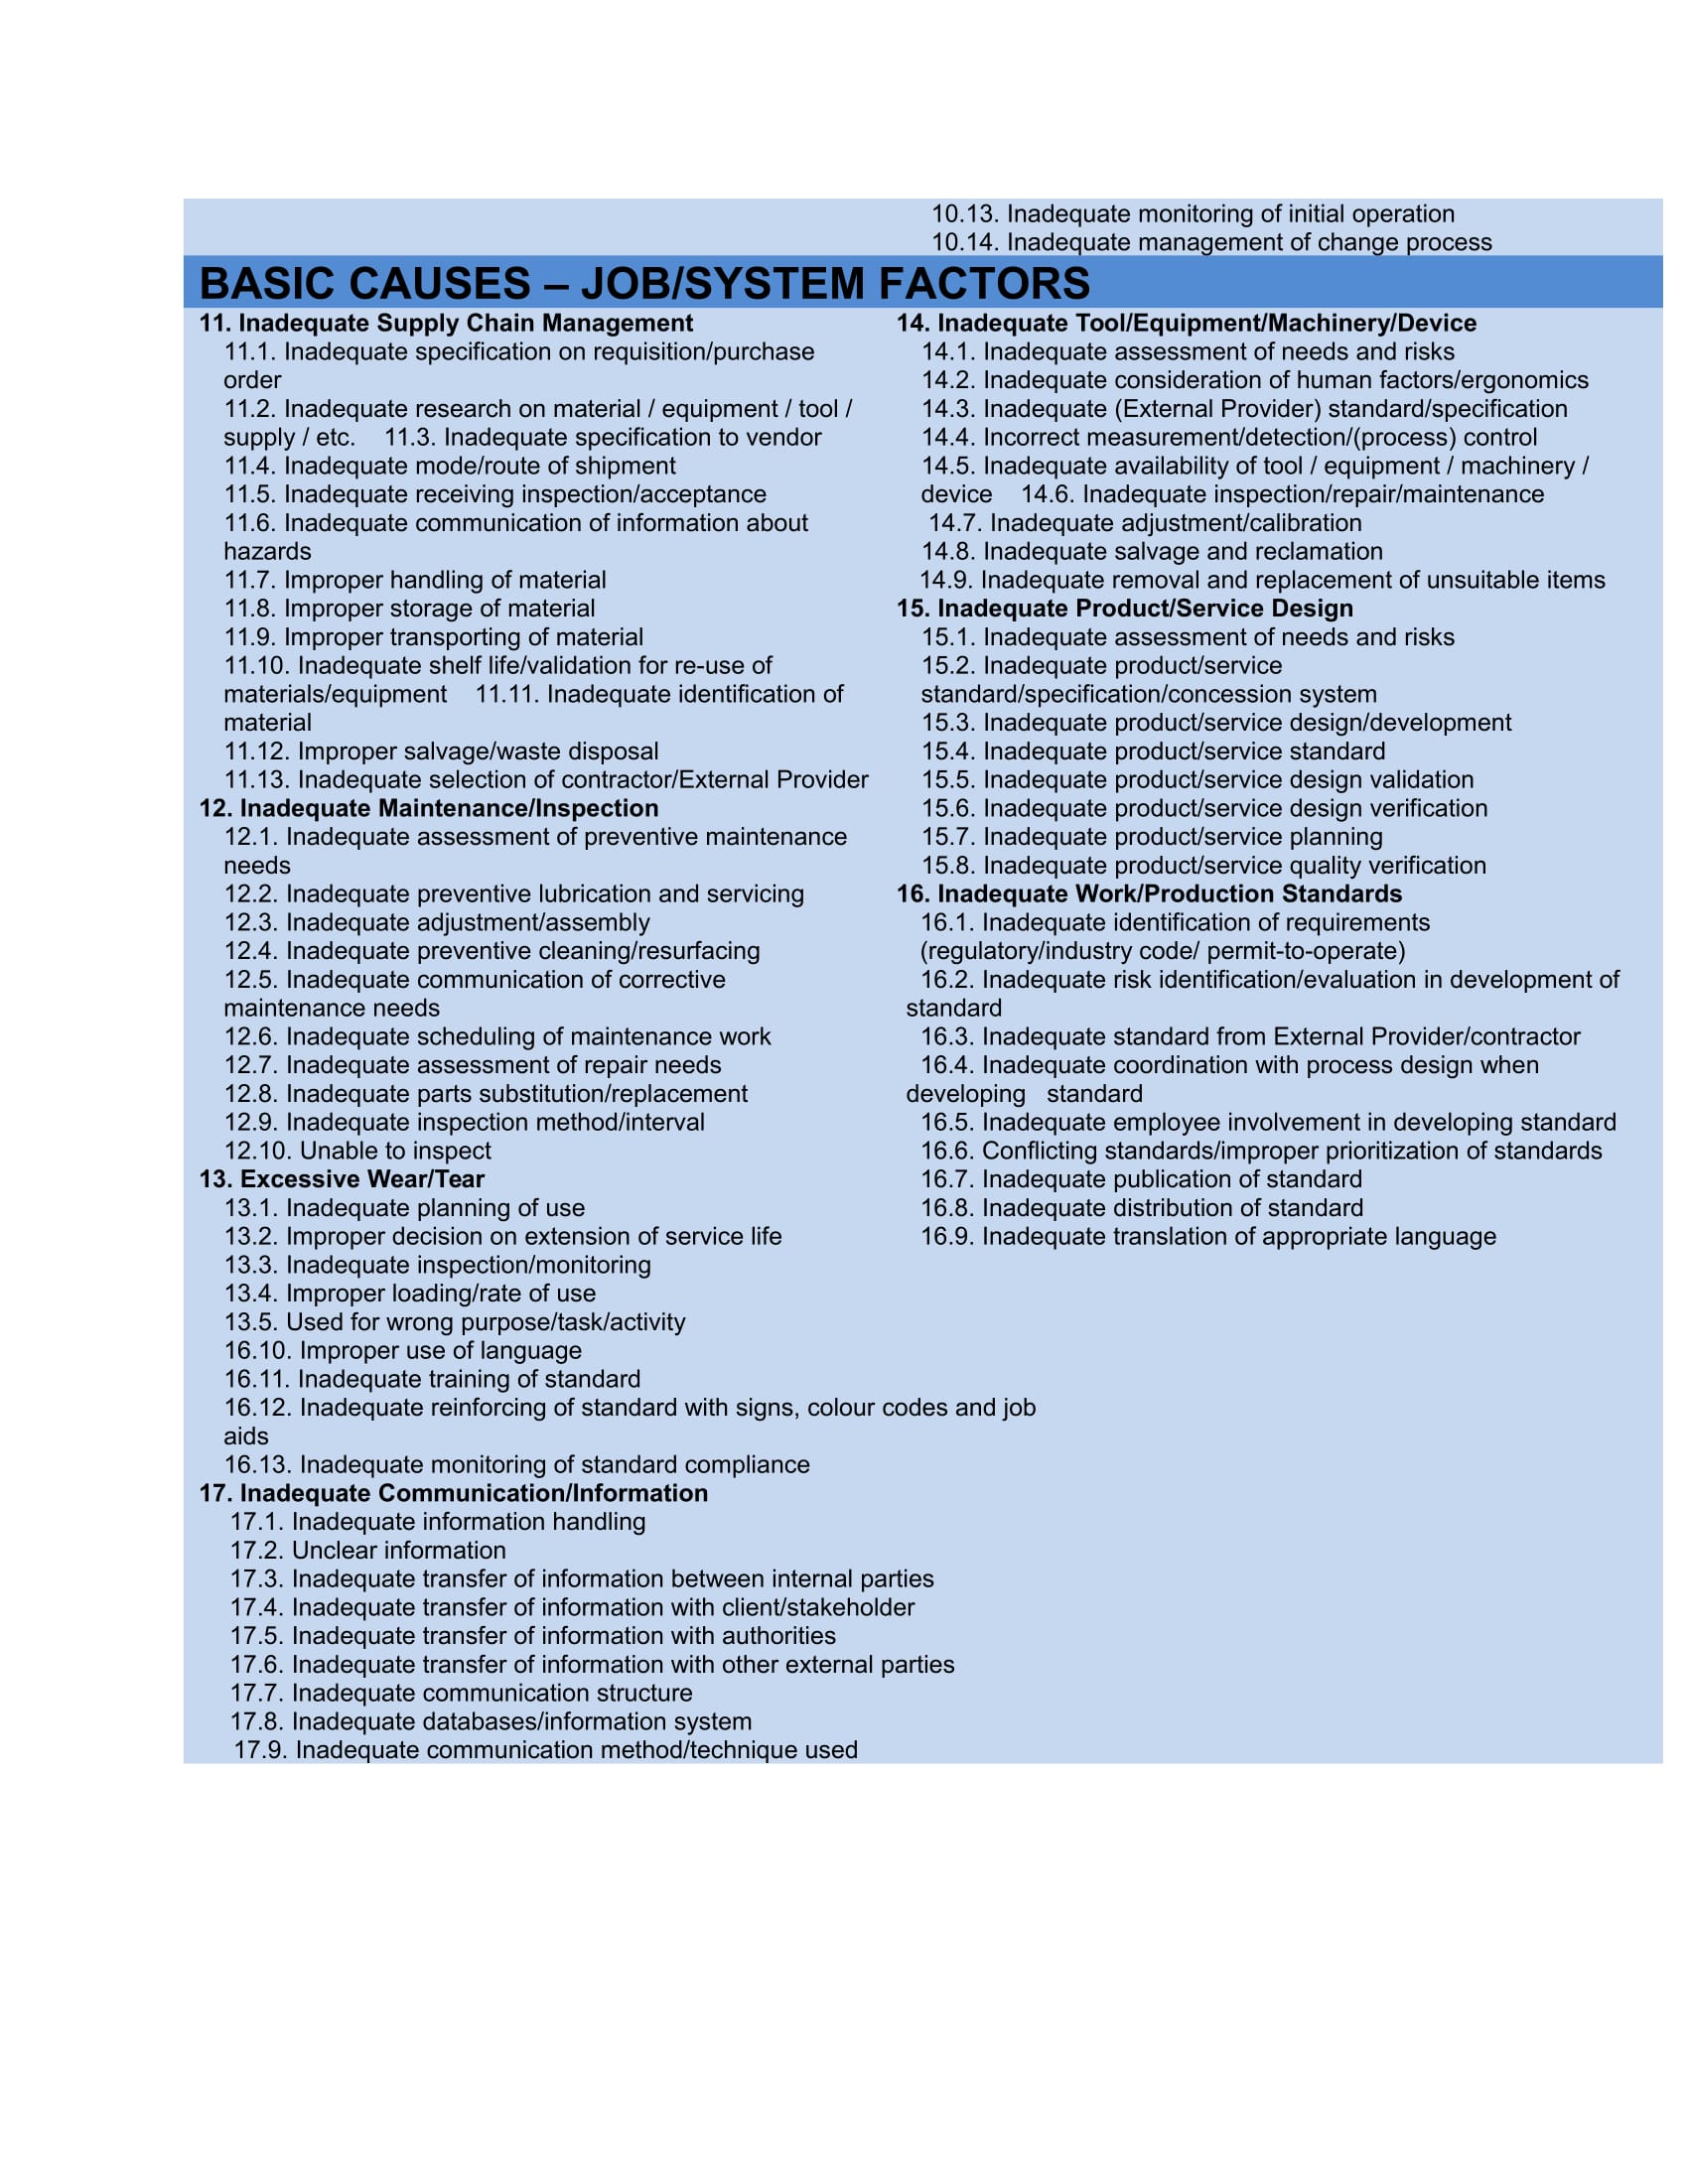 10.13. Inadequate monitoring of initial operation
10.14. Inadequate management of change process
BASIC CAUSES – JOB/SYSTEM FACTORS
11. Inadequate Supply Chain Management
11.1. Inadequate specification on requisition/purchase
order
11.2. Inadequate research on material / equipment / tool /
supply / etc. 11.3. Inadequate specification to vendor
11.4. Inadequate mode/route of shipment
11.5. Inadequate receiving inspection/acceptance
11.6. Inadequate communication of information about
hazards
11.7. Improper handling of material
11.8. Improper storage of material
11.9. Improper transporting of material
11.10. Inadequate shelf life/validation for re-use of
materials/equipment 11.11. Inadequate identification of
material
11.12. Improper salvage/waste disposal
11.13. Inadequate selection of contractor/External Provider
12. Inadequate Maintenance/Inspection
12.1. Inadequate assessment of preventive maintenance
needs
12.2. Inadequate preventive lubrication and servicing
12.3. Inadequate adjustment/assembly
12.4. Inadequate preventive cleaning/resurfacing
12.5. Inadequate communication of corrective
maintenance needs
12.6. Inadequate scheduling of maintenance work
12.7. Inadequate assessment of repair needs
12.8. Inadequate parts substitution/replacement
12.9. Inadequate inspection method/interval
12.10. Unable to inspect
13. Excessive Wear/Tear
13.1. Inadequate planning of use
13.2. Improper decision on extension of service life
13.3. Inadequate inspection/monitoring
13.4. Improper loading/rate of use
13.5. Used for wrong purpose/task/activity
14. Inadequate Tool/Equipment/Machinery/Device
14.1. Inadequate assessment of needs and risks
14.2. Inadequate consideration of human factors/ergonomics
14.3. Inadequate (External Provider) standard/specification
14.4. Incorrect measurement/detection/(process) control
14.5. Inadequate availability of tool / equipment / machinery /
device 14.6. Inadequate inspection/repair/maintenance
14.7. Inadequate adjustment/calibration
14.8. Inadequate salvage and reclamation
14.9. Inadequate removal and replacement of unsuitable items
15. Inadequate Product/Service Design
15.1. Inadequate assessment of needs and risks
15.2. Inadequate product/service
standard/specification/concession system
15.3. Inadequate product/service design/development
15.4. Inadequate product/service standard
15.5. Inadequate product/service design validation
15.6. Inadequate product/service design verification
15.7. Inadequate product/service planning
15.8. Inadequate product/service quality verification
16. Inadequate Work/Production Standards
16.1. Inadequate identification of requirements
(regulatory/industry code/ permit-to-operate)
16.2. Inadequate risk identification/evaluation in development of
standard
16.3. Inadequate standard from External Provider/contractor
16.4. Inadequate coordination with process design when
developing standard
16.5. Inadequate employee involvement in developing standard
16.6. Conflicting standards/improper prioritization of standards
16.7. Inadequate publication of standard
16.8. Inadequate distribution of standard
16.9. Inadequate translation of appropriate language
16.10. Improper use of language
16.11. Inadequate training of standard
16.12. Inadequate reinforcing of standard with signs, colour codes and job
aids
16.13. Inadequate monitoring of standard compliance
17. Inadequate Communication/Information
17.1. Inadequate information handling
17.2. Unclear information
17.3. Inadequate transfer of information between internal parties
17.4. Inadequate transfer of information with client/stakeholder
17.5. Inadequate transfer of information with authorities
17.6. Inadequate transfer of information with other external parties
17.7. Inadequate communication structure
17.8. Inadequate databases/information system
17.9. Inadequate communication method/technique used